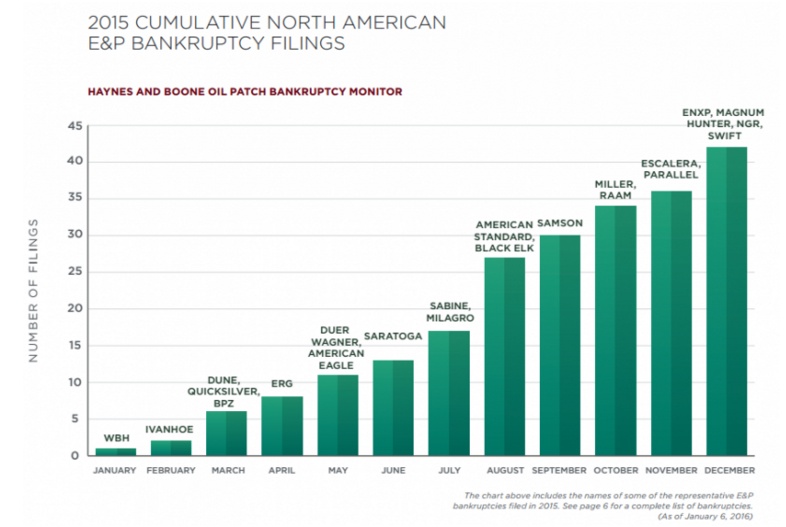 2015 CUMULATIVE NORTH AMERICAN
E&P BANKRUPTCY FILINGS
HAYNES AND BOONE OIL PATCH BANKRUPTCY MONITOR
NUMBER OF FILINGS
45
40
35
30
25
20
15
10
5
0
WBH
IVANHOE
DUNE,
QUICKSILVER,
BPZ
ERG
DUER
WAGNER,
AMERICAN
EAGLE
SARATOGA
SABINE,
MILAGRO
AMERICAN
STANDARD,
BLACK ELK
SAMSON
MILLER,
RAAM
ESCALERA,
PARALLEL
ENXP, MAGNUM
HUNTER, NGR,
SWIFT
JANUARY FEBRUARY MARCH APRIL MAY JUNE JULY AUGUST SEPTEMBER OCTOBER NOVEMBER DECEMBER
The chart above includes the names of some of the representative E&P
bankruptcies filed in 2015. See page 6 for a complete list of bankruptcies.
(As of January 6, 2016)